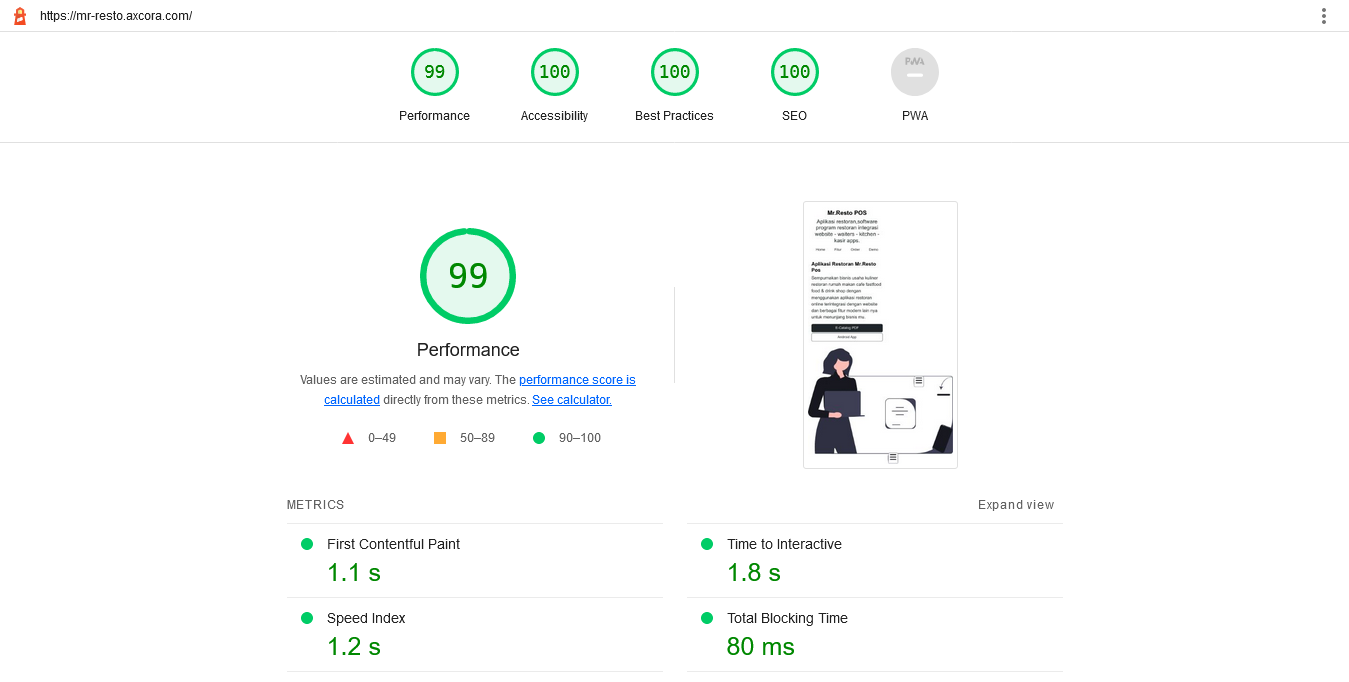 https://mr-resto.axcora.com/
99
100
100
100
PWA
Performance
Accessibility
Best Practices
SEO
PWA
99
Performance
Values are estimated and may vary. The performance score is
calculated directly from these metrics. See calculator.
0–49
50–89
90–100
Mr.Resto POS
Aplikasi restoran,software
program restoran integrasi
website - waiters - kitchen -
kasir apps.
Home Fitur Order Demo
Aplikasi Restoran Mr.Resto
Pos
Sempurnakan bisnis usaha kuliner
restoran rumah makan cafe fastfood
food & drink shop dengan
menggunakan aplikasi restoran
online terintegrasi dengan website
dan berbagai fitur modern lain nya
untuk menunjang bisnis mu.
E Catalog PDF
Android App
METRICS
Expand view
First Contentful Paint
1.1 s
Time to Interactive
1.8 s
Speed Index
1.2 s
Total Blocking Time
80 ms